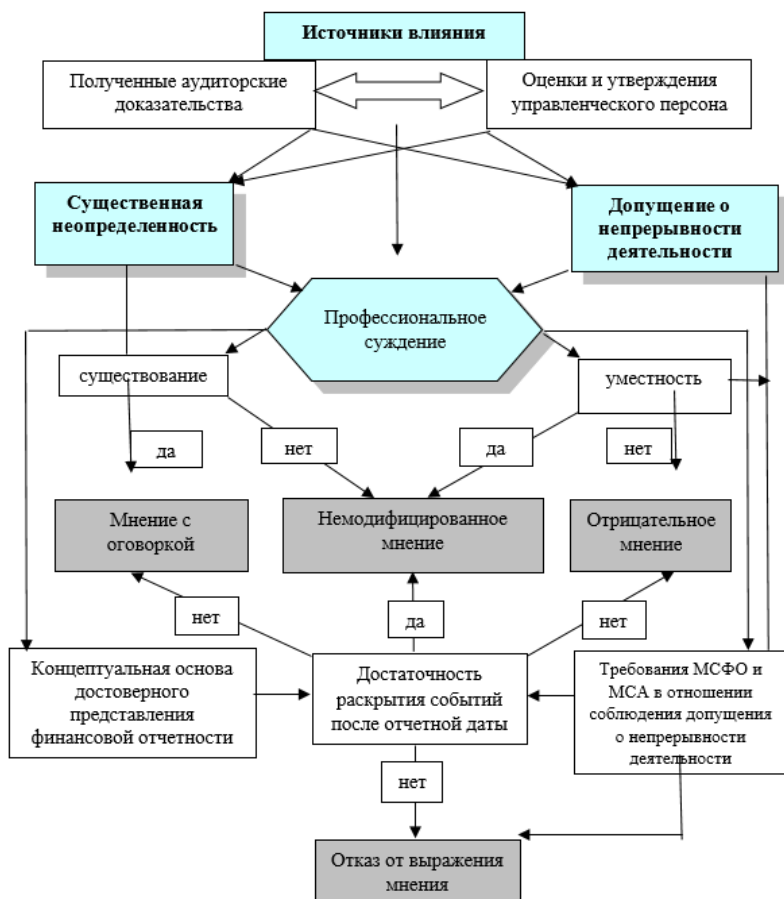 Источники влияния
Полученные аудиторские
доказательства
Оценки и утверждения
управленческого персона
Существенная
неопределенность
Допущение о
непрерывности
деятельности
Профессиональное
суждение
существование
уместность
да
нет
да
нет
Мнение с
оговоркой
Немодифицированное
мнение
Отрицательное
мнение
нет
да
нет
Концептуальная основа
достоверного
представления
финансовой отчетности
Достаточность
раскрытия событий
после отчетной даты
Требования МСФО и
МСА в отношении
соблюдения допущения
о непрерывности
деятельности
нет
Отказ от выражения
мнения